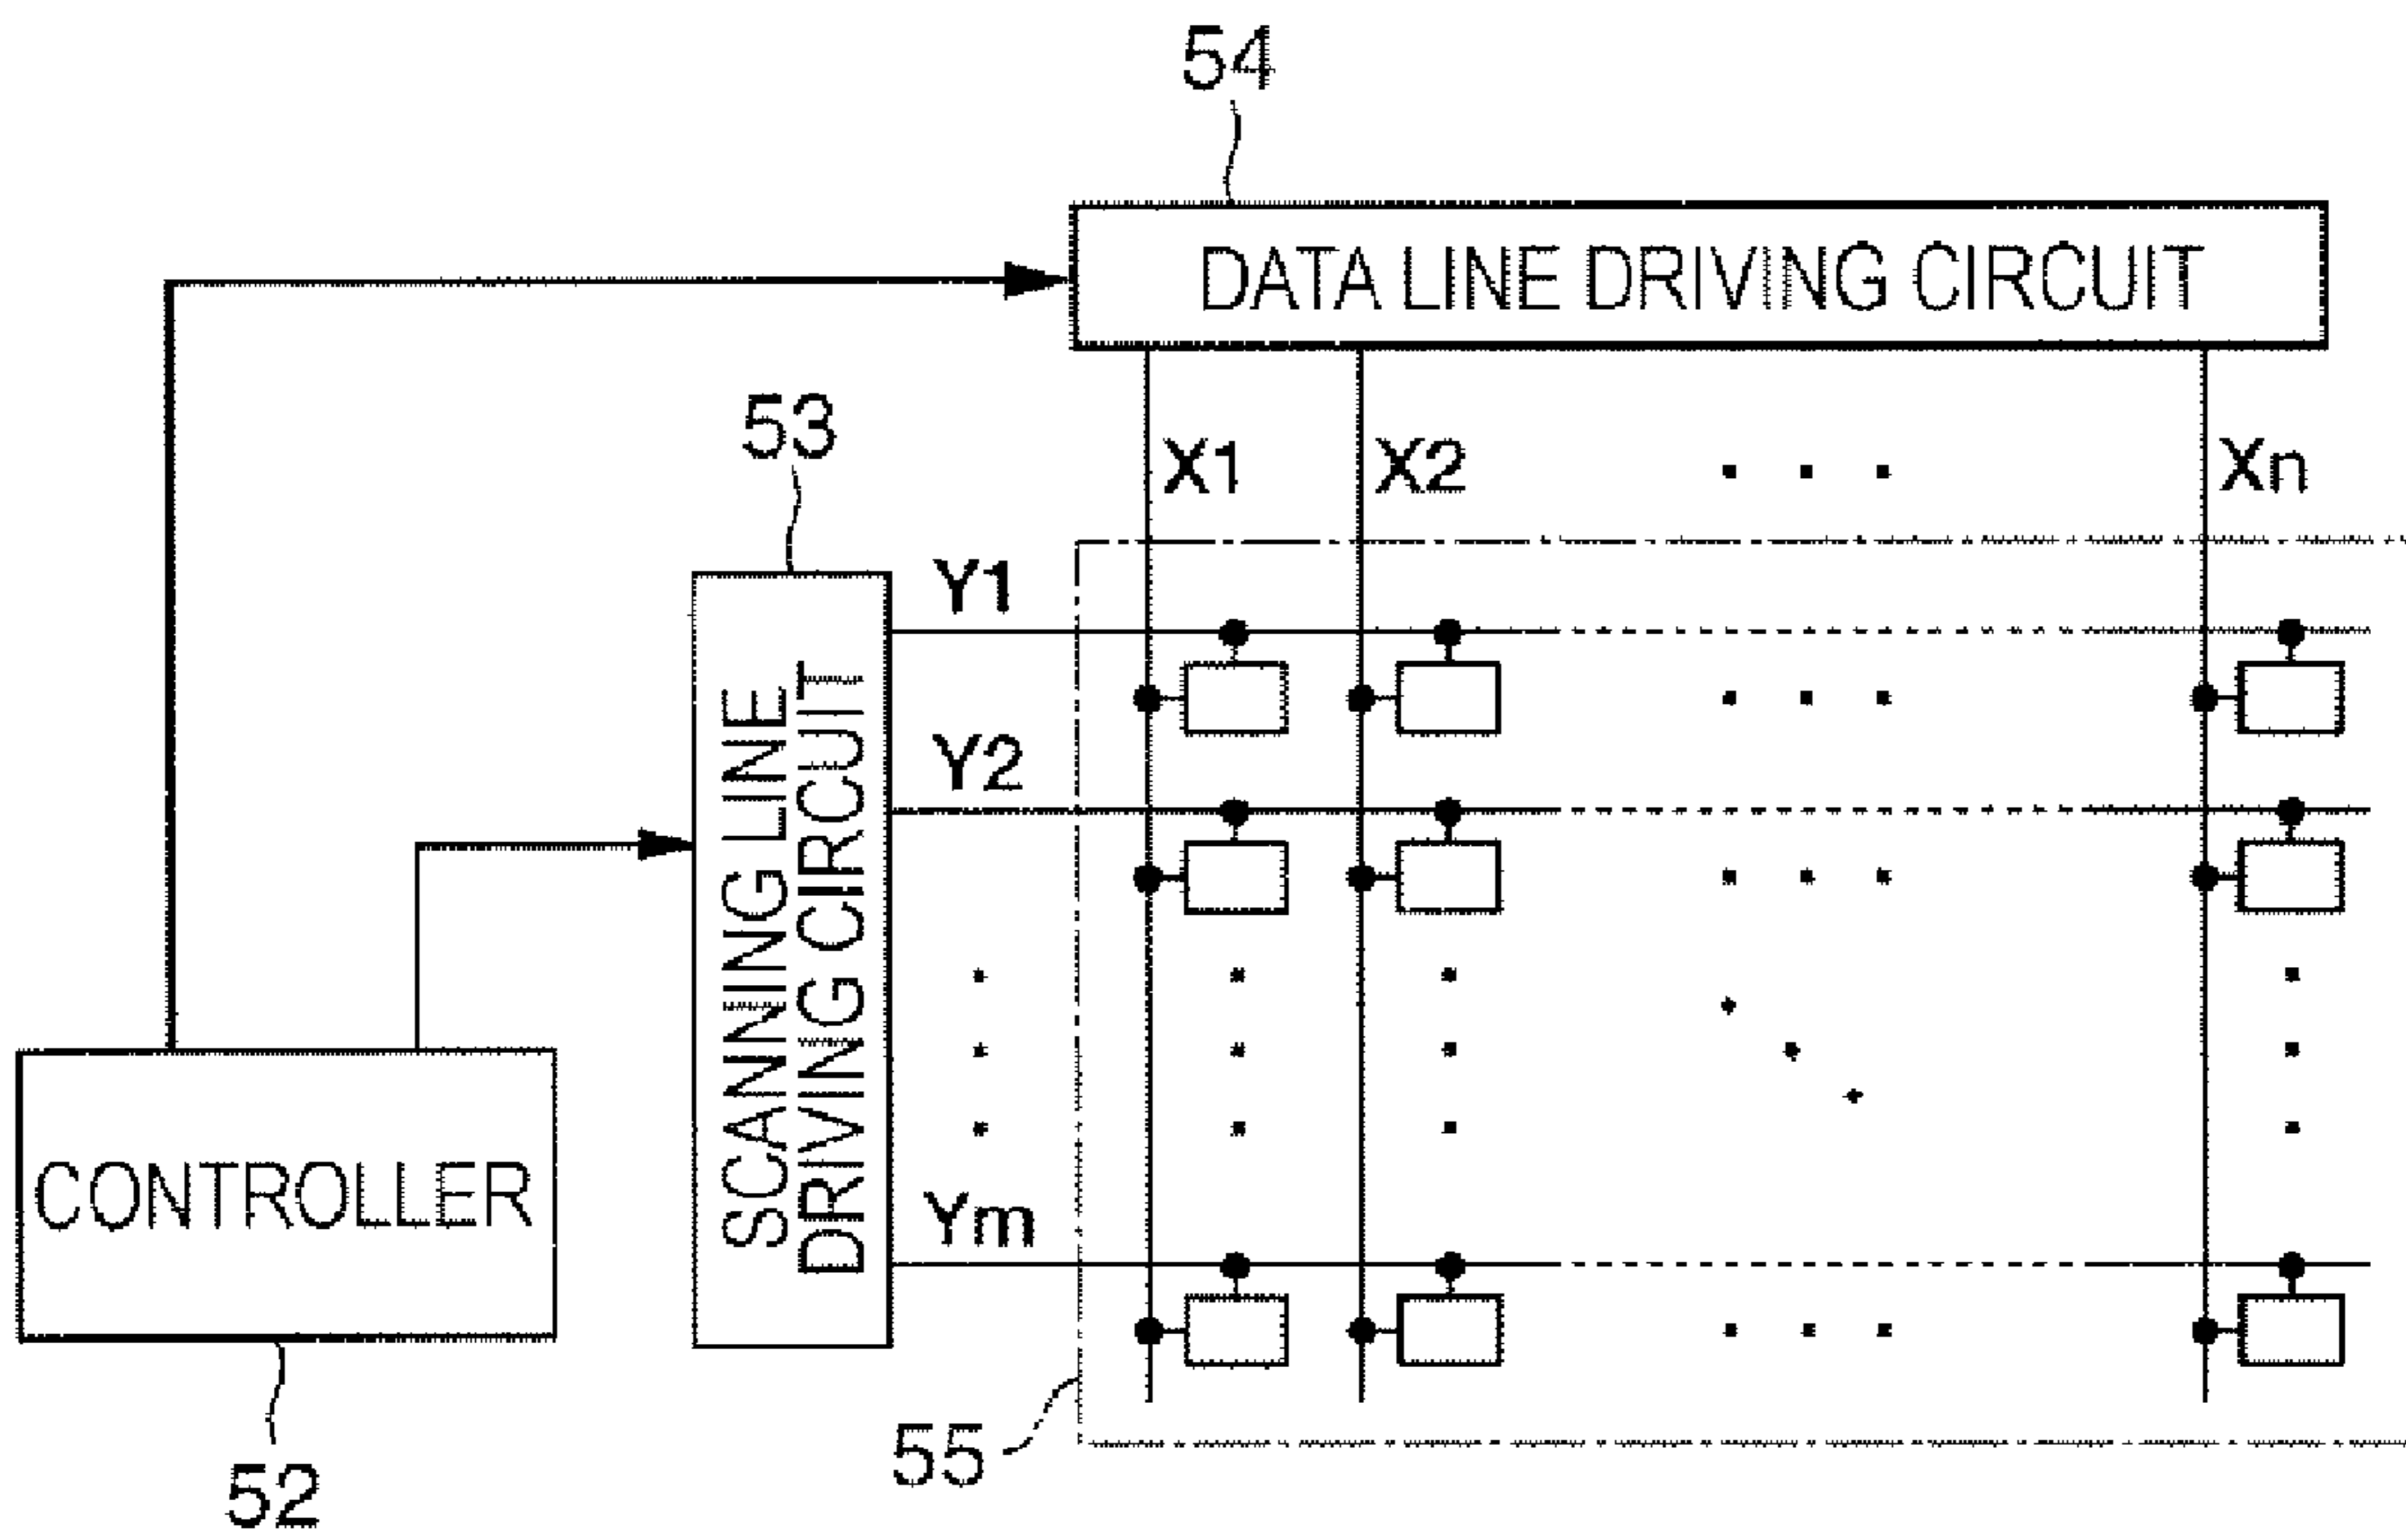 54
DATA LINE DRIVING CIRCUIT
53
X1 X2 Xn
Y1
SCANNING LINE
DRIVING CIRCUIT
Y2
CONTROLLER
Ym
55
52